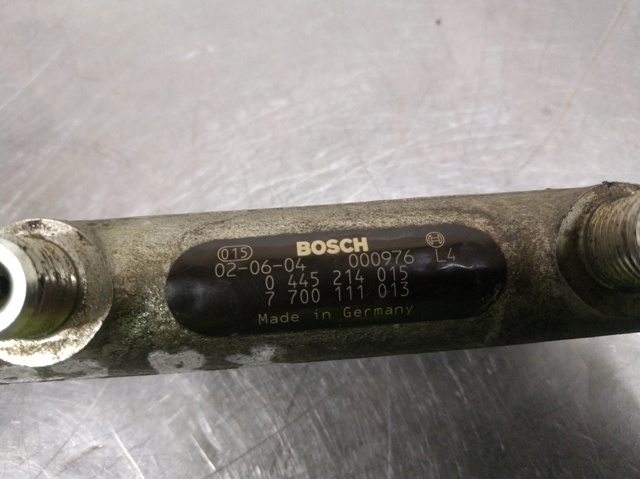 015 BOSCH
02-06-04 000976 L4
0 445 214 015
7 700 111 013
Made in Germany